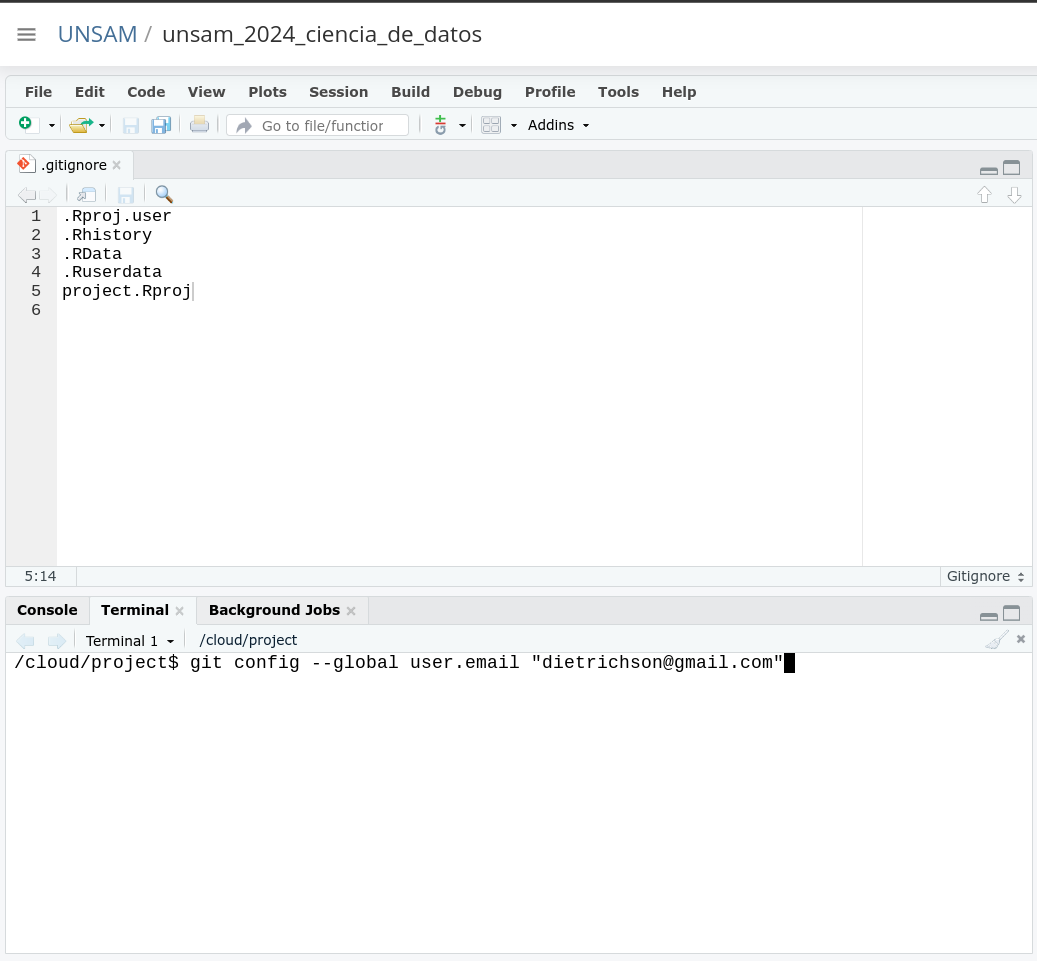 UNSAM / unsam_2024_ciencia_de_datos
File Edit Code View Plots Session Build Debug Profile Tools Help
Go to file/function Addins
.gitignore
1 .Rproj.user
2 .Rhistory
3 .RData
4 .Ruserdata
5 project.Rproj
6
5:14 Gitignore
Console Terminal Background Jobs
Terminal 1 /cloud/project
/cloud/project$ git config --global user.email "dietrichson@gmail.com"